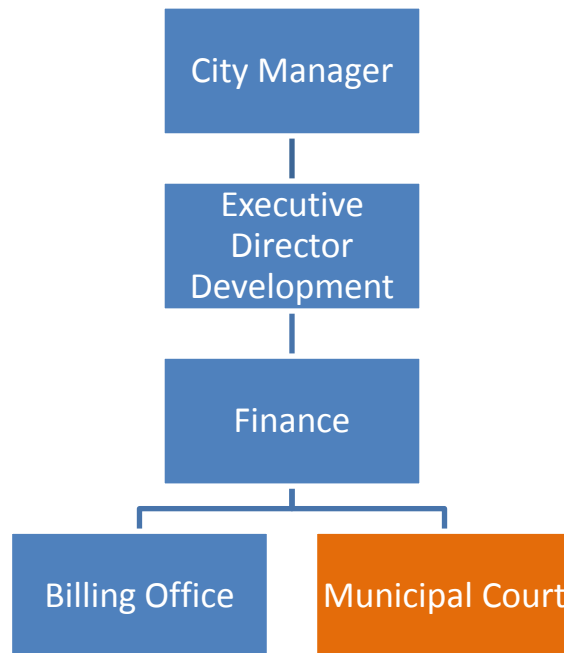 City Manager
Executive
Director
Development
Finance
Billing Office
Municipal Court